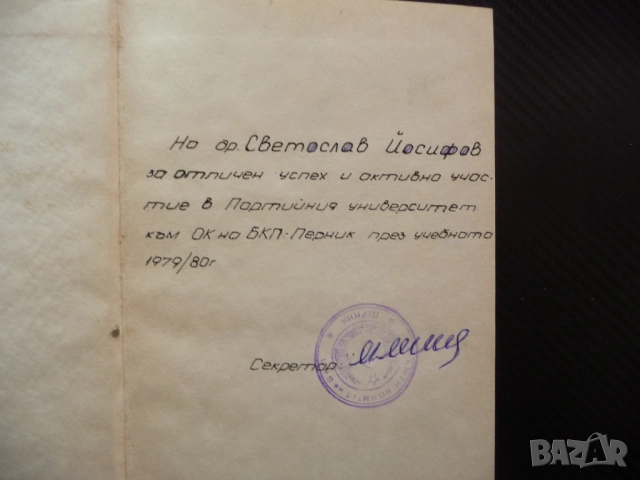 На др. Светослав Йосифов
за отличен успех и активно учас-
тие в Партийния университет
към ОК на БКП - Перник през учебната
1979/80г
Секретар:
ПЕРНИК
BAZAR.bg